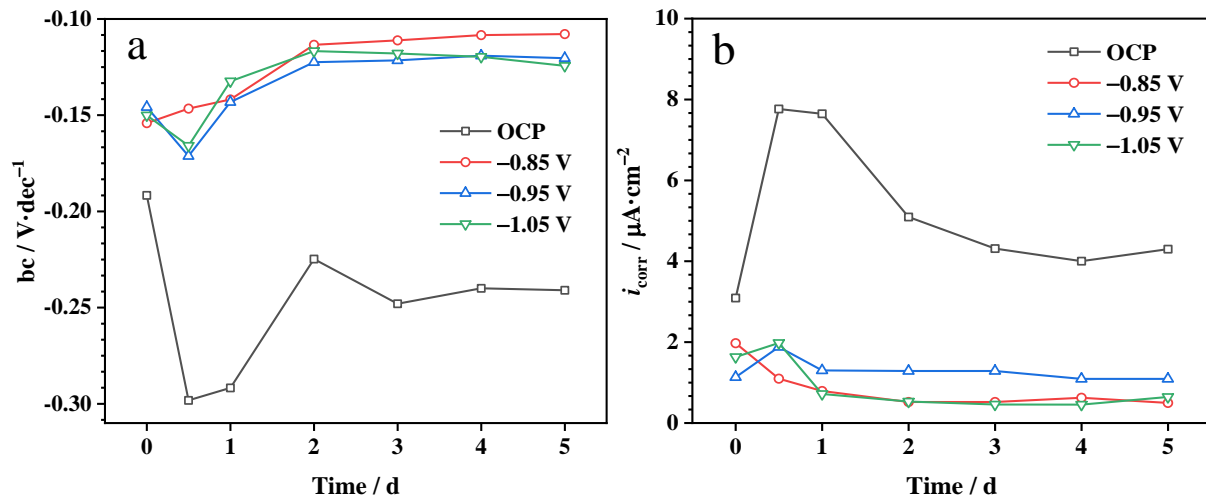 a
bc / V·dec⁻¹
-0.10
-0.15
-0.20
-0.25
-0.30
OCP
−0.85 V
−0.95 V
−1.05 V
0 1 2 3 4 5
Time / d
b
i_corr / μA·cm⁻²
10
8
6
4
2
0
OCP
−0.85 V
−0.95 V
−1.05 V
0 1 2 3 4 5
Time / d